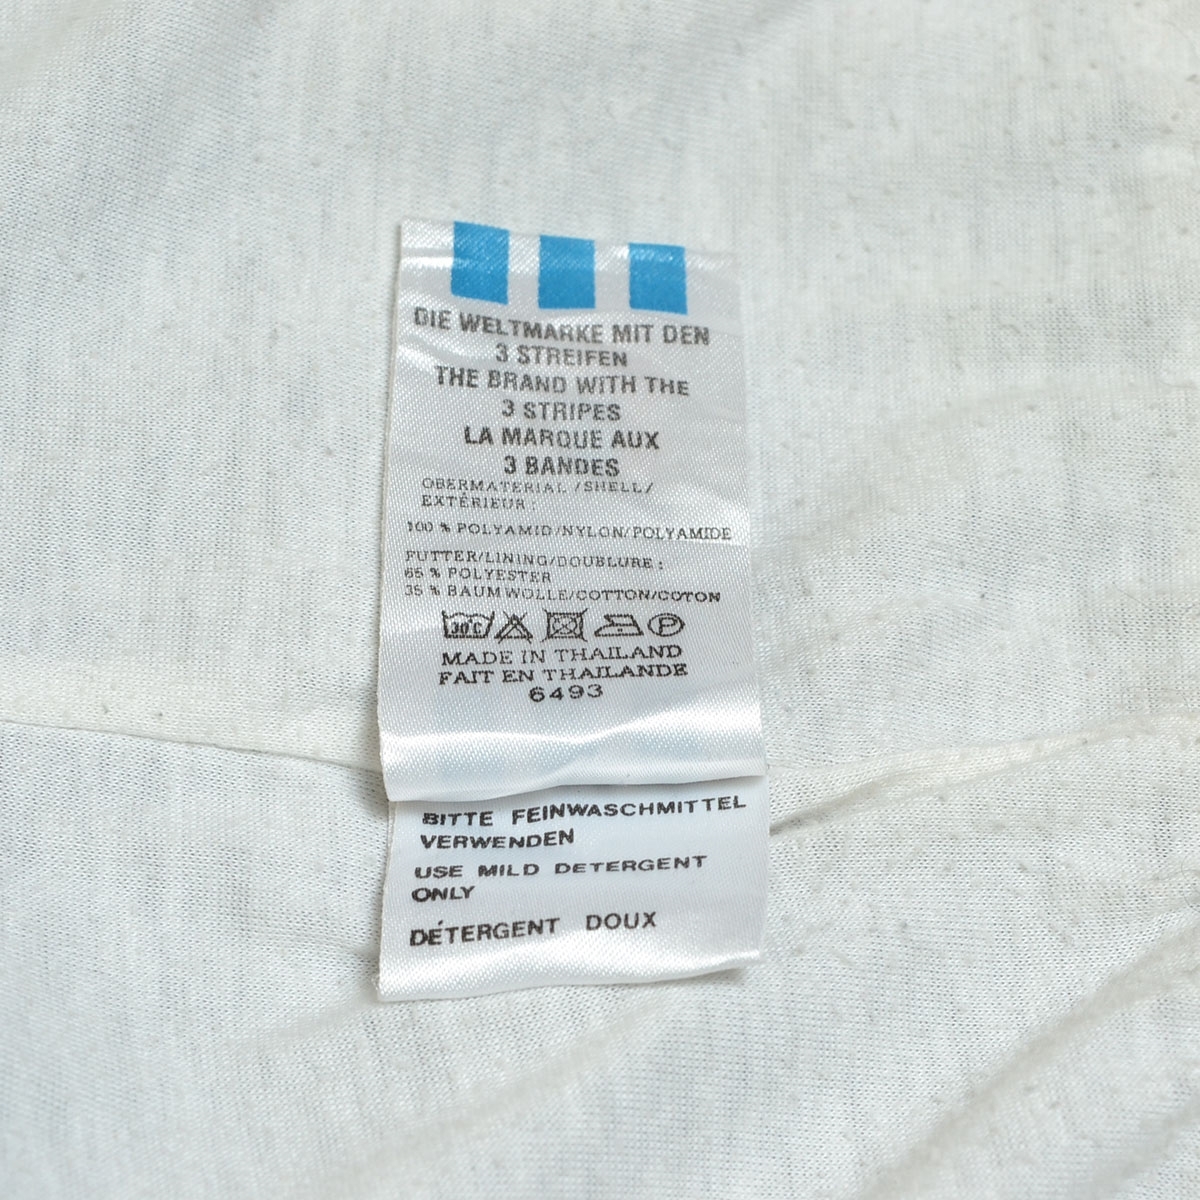 DIE WELTMARKE MIT DEN
3 STREIFEN
THE BRAND WITH THE
3 STRIPES
LA MARQUE AUX
3 BANDES
OBERMATERIAL/SHELL/
EXTÉRIEUR:
100 % POLYAMID/NYLON/POLYAMIDE
FUTTER/LINING/DOUBLURE:
65 % POLYESTER
35 % BAUMWOLLE/COTTON/COTON
30°C P
MADE IN THAILAND
FAIT EN THAILANDE
6493
BITTE FEINWASCHMITTEL
VERWENDEN
USE MILD DETERGENT
ONLY
DÉTERGENT DOUX